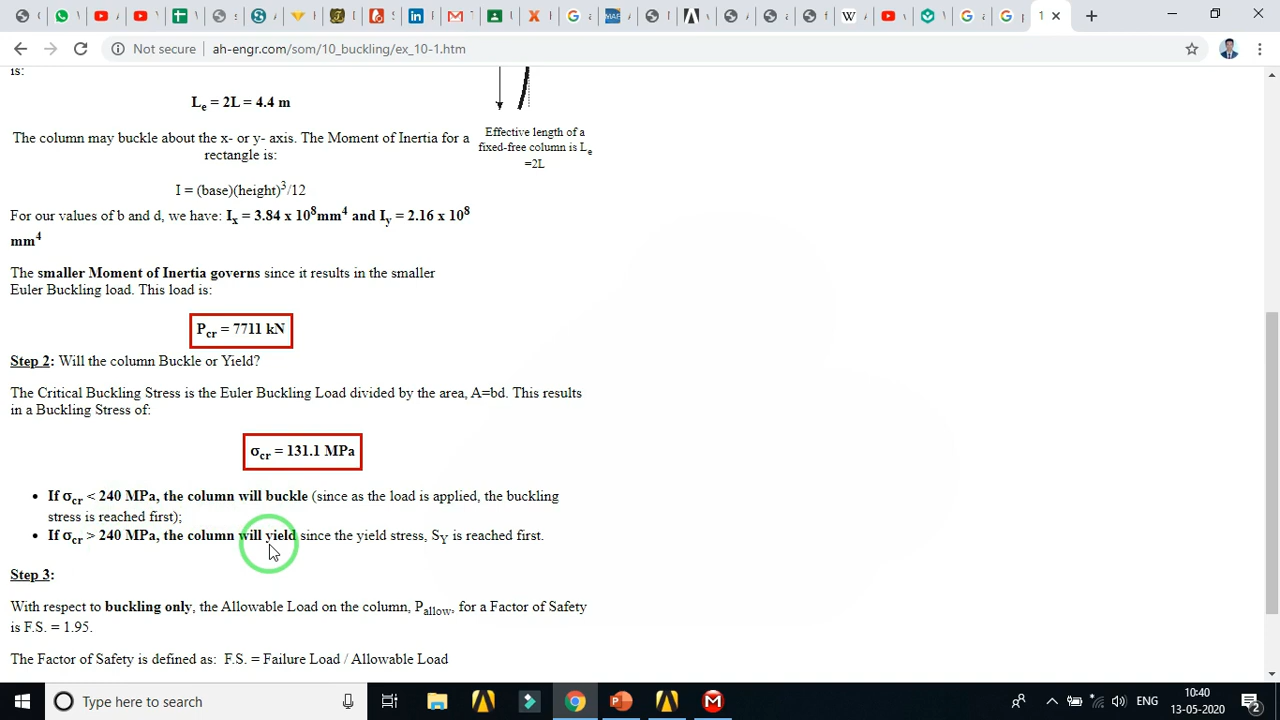 Not secure | ah-engr.com/som/10_buckling/ex_10-1.htm
is:
Le = 2L = 4.4 m
The column may buckle about the x- or y- axis. The Moment of Inertia for a
rectangle is:
Effective length of a
fixed-free column is Le
=2L
I = (base)(height)³/12
For our values of b and d, we have: Ix = 3.84 x 10⁸mm⁴ and Iy = 2.16 x 10⁸
mm⁴
The smaller Moment of Inertia governs since it results in the smaller
Euler Buckling load. This load is:
Pcr = 7711 kN
Step 2: Will the column Buckle or Yield?
The Critical Buckling Stress is the Euler Buckling Load divided by the area, A=bd. This results
in a Buckling Stress of:
σcr = 131.1 MPa
• If σcr < 240 MPa, the column will buckle (since as the load is applied, the buckling
stress is reached first);
• If σcr > 240 MPa, the column will yield since the yield stress, SY is reached first.
Step 3:
With respect to buckling only, the Allowable Load on the column, Pallow, for a Factor of Safety
is F.S. = 1.95.
The Factor of Safety is defined as: F.S. = Failure Load / Allowable Load
Type here to search
ENG
10:40
13-05-2020
2